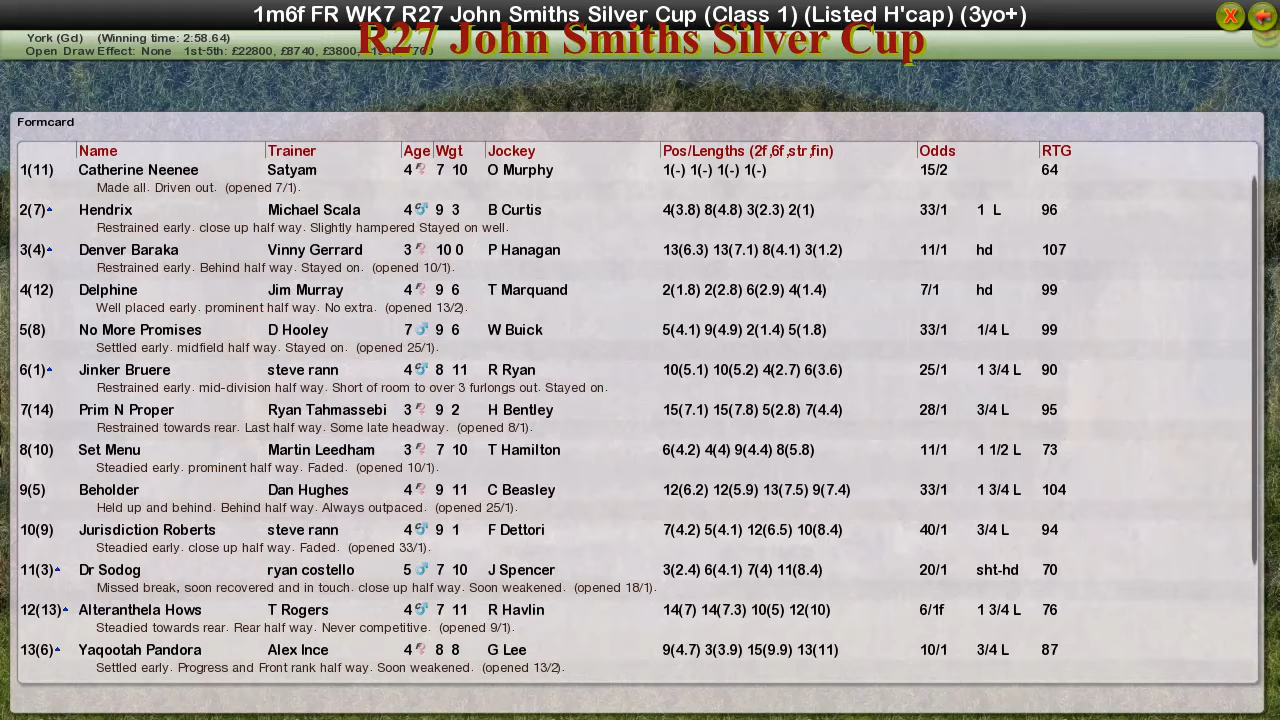 1m6f FR WK7 R27 John Smiths Silver Cup (Class 1) (Listed H'cap) (3yo+)
R27 John Smiths Silver Cup
York (Gd) (Winning time: 2:58.64)
Open Draw Effect: None 1st-5th: £22800, £8740, £3800,
Formcard
Name Trainer Age Wgt Jockey Pos/Lengths (2f,6f,str,fin) Odds RTG
1(11) Catherine Neenee Satyam 4 7 10 O Murphy 1(-) 1(-) 1(-) 1(-) 15/2 64
Made all. Driven out. (opened 7/1).
2(7) Hendrix Michael Scala 4 9 3 B Curtis 4(3.8) 8(4.8) 3(2.3) 2(1) 33/1 1 L 96
Restrained early. close up half way. Slightly hampered Stayed on well.
3(4) Denver Baraka Vinny Gerrard 3 10 0 P Hanagan 13(6.3) 13(7.1) 8(4.1) 3(1.2) 11/1 hd 107
Restrained early. Behind half way. Stayed on. (opened 10/1).
4(12) Delphine Jim Murray 4 9 6 T Marquand 2(1.8) 2(2.8) 6(2.9) 4(1.4) 7/1 hd 99
Well placed early. prominent half way. No extra. (opened 13/2).
5(8) No More Promises D Hooley 7 9 6 W Buick 5(4.1) 9(4.9) 2(1.4) 5(1.8) 33/1 1/4 L 99
Settled early. midfield half way. Stayed on. (opened 25/1).
6(1) Jinker Bruere steve rann 4 8 11 R Ryan 10(5.1) 10(5.2) 4(2.7) 6(3.6) 25/1 1 3/4 L 90
Restrained early. mid-division half way. Short of room to over 3 furlongs out. Stayed on.
7(14) Prim N Proper Ryan Tahmassebi 3 9 2 H Bentley 15(7.1) 15(7.8) 5(2.8) 7(4.4) 28/1 3/4 L 95
Restrained towards rear. Last half way. Some late headway. (opened 8/1).
8(10) Set Menu Martin Leedham 3 7 10 T Hamilton 6(4.2) 4(4) 9(4.4) 8(5.8) 11/1 1 1/2 L 73
Steadied early. prominent half way. Faded. (opened 10/1).
9(5) Beholder Dan Hughes 4 9 11 C Beasley 12(6.2) 12(5.9) 13(7.5) 9(7.4) 33/1 1 3/4 L 104
Held up and behind. Behind half way. Always outpaced. (opened 25/1).
10(9) Jurisdiction Roberts steve rann 4 9 1 F Dettori 7(4.2) 5(4.1) 12(6.5) 10(8.4) 40/1 3/4 L 94
Steadied early. close up half way. Faded. (opened 33/1).
11(3) Dr Sodog ryan costello 5 7 10 J Spencer 3(2.4) 6(4.1) 7(4) 11(8.4) 20/1 sht-hd 70
Missed break, soon recovered and in touch. close up half way. Soon weakened. (opened 18/1).
12(13) Alteranthela Hows T Rogers 4 7 11 R Havlin 14(7) 14(7.3) 10(5) 12(10) 6/1f 1 3/4 L 76
Steadied towards rear. Rear half way. Never competitive. (opened 9/1).
13(6) Yaqootah Pandora Alex Ince 4 8 8 G Lee 9(4.7) 3(3.9) 15(9.9) 13(11) 10/1 3/4 L 87
Settled early. Progress and Front rank half way. Soon weakened. (opened 13/2).